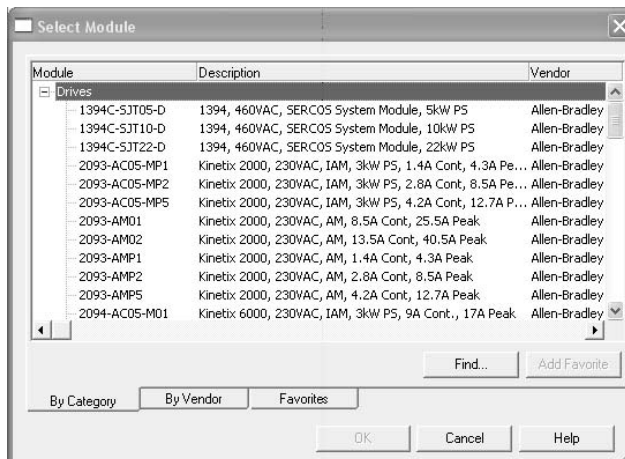 Select Module
Module Description Vendor
Drives
1394C-SJT05-D 1394, 460VAC, SERCOS System Module, 5kW PS Allen-Bradley
1394C-SJT10-D 1394, 460VAC, SERCOS System Module, 10kW PS Allen-Bradley
1394C-SJT22-D 1394, 460VAC, SERCOS System Module, 22kW PS Allen-Bradley
2093-AC05-MP1 Kinetix 2000, 230VAC, IAM, 3kW PS, 1.4A Cont, 4.3A Pe... Allen-Bradley
2093-AC05-MP2 Kinetix 2000, 230VAC, IAM, 3kW PS, 2.8A Cont, 8.5A Pe... Allen-Bradley
2093-AC05-MP5 Kinetix 2000, 230VAC, IAM, 3kW PS, 4.2A Cont, 12.7A P... Allen-Bradley
2093-AM01 Kinetix 2000, 230VAC, AM, 8.5A Cont, 25.5A Peak Allen-Bradley
2093-AM02 Kinetix 2000, 230VAC, AM, 13.5A Cont, 40.5A Peak Allen-Bradley
2093-AMP1 Kinetix 2000, 230VAC, AM, 1.4A Cont, 4.3A Peak Allen-Bradley
2093-AMP2 Kinetix 2000, 230VAC, AM, 2.8A Cont, 8.5A Peak Allen-Bradley
2093-AMP5 Kinetix 2000, 230VAC, AM, 4.2A Cont, 12.7A Peak Allen-Bradley
2094-AC05-M01 Kinetix 6000, 230VAC, IAM, 3kW PS, 9A Cont., 17A Peak Allen-Bradley
Find... Add Favorite
By Category By Vendor Favorites
OK Cancel Help